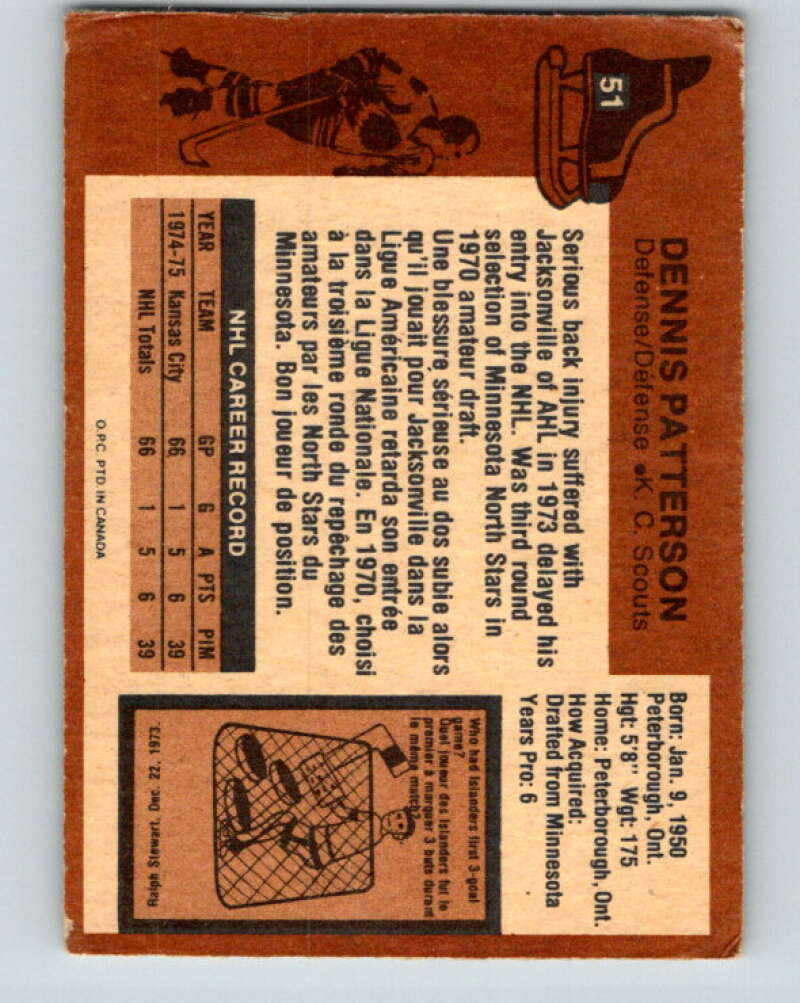 51
DENNIS PATTERSON
Defense/Défense ●K. C. Scouts
Serious back injury suffered with
Jacksonville of AHL in 1973 delayed his
entry into the NHL. Was third round
selection of Minnesota North Stars in
1970 amateur draft.
Une blessure sérieuse au dos subie alors
qu'il jouait pour Jacksonville dans la
Ligue Américaine retarda son entrée
dans la Ligue Nationale. En 1970, choisi
à la troisième ronde du repêchage des
amateurs par les North Stars du
Minnesota. Bon joueur de position.
NHL CAREER RECORD
YEAR TEAM GP G A PTS PIM
1974-75 Kansas City 66 1 5 6 39
NHL Totals 66 1 5 6 39
O.P.C. PTD. IN CANADA
Born: Jan. 9, 1950
Peterborough, Ont.
Hgt: 5'8" Wgt: 175
Home: Peterborough, Ont.
How Acquired:
Drafted from Minnesota
Years Pro: 6
Who had Islanders first 3-goal
game?
Quel joueur des Islanders fut le
premier à marquer 3 buts durant
le même match?
Ralph Stewart, Dec. 22, 1973.